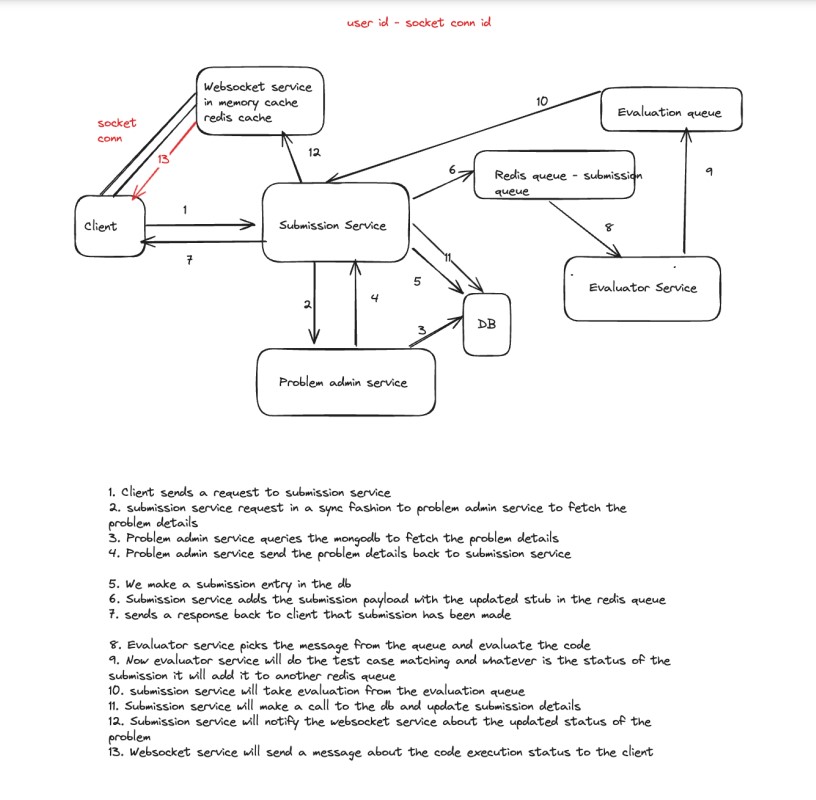 user id - socket conn id
Websocket service
in memory cache
redis cache
socket
conn
13
12
10
Evaluation queue
6
Redis queue - submission
queue
9
Client
1
7
Submission Service
8
11
5
2
4
3
DB
Evaluator Service
Problem admin service
1. Client sends a request to submission service
2. submission service request in a sync fashion to problem admin service to fetch the
problem details
3. Problem admin service queries the mongodb to fetch the problem details
4. Problem admin service send the problem details back to submission service
5. We make a submission entry in the db
6. Submission service adds the submission payload with the updated stub in the redis queue
7. sends a response back to client that submission has been made
8. Evaluator service picks the message from the queue and evaluate the code
9. Now evaluator service will do the test case matching and whatever is the status of the
submission it will add it to another redis queue
10. submission service will take evaluation from the evaluation queue
11. Submission service will make a call to the db and update submission details
12. Submission service will notify the websocket service about the updated status of the
problem
13. Websocket service will send a message about the code execution status to the client